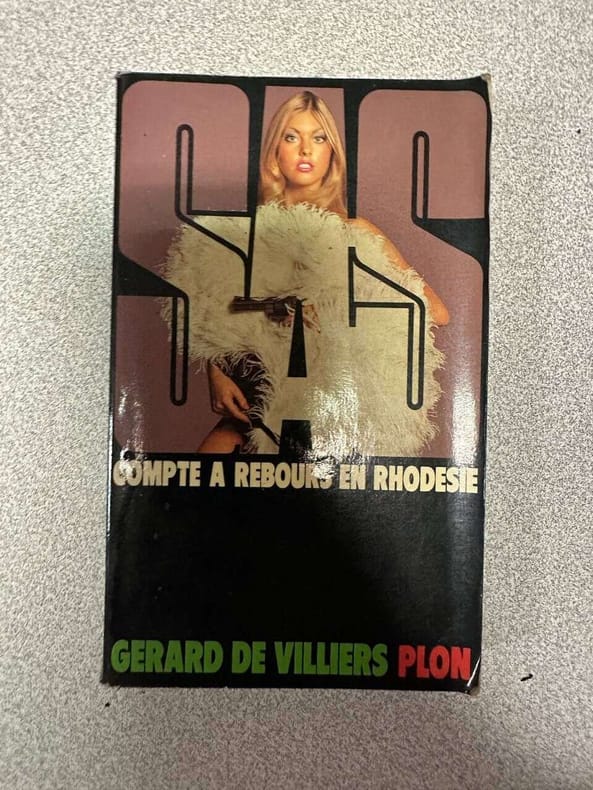 SAS
COMPTE A REBOURS EN RHODESIE
GERARD DE VILLIERS PLON